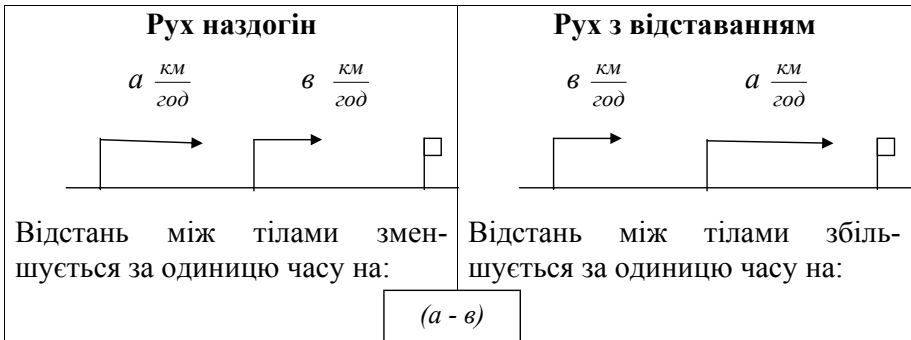 Рух наздогін
а км/год в км/год
Відстань між тілами змен-
шується за одиницю часу на:
Рух з відставанням
в км/год а км/год
Відстань між тілами збіль-
шується за одиницю часу на:
(а - в)